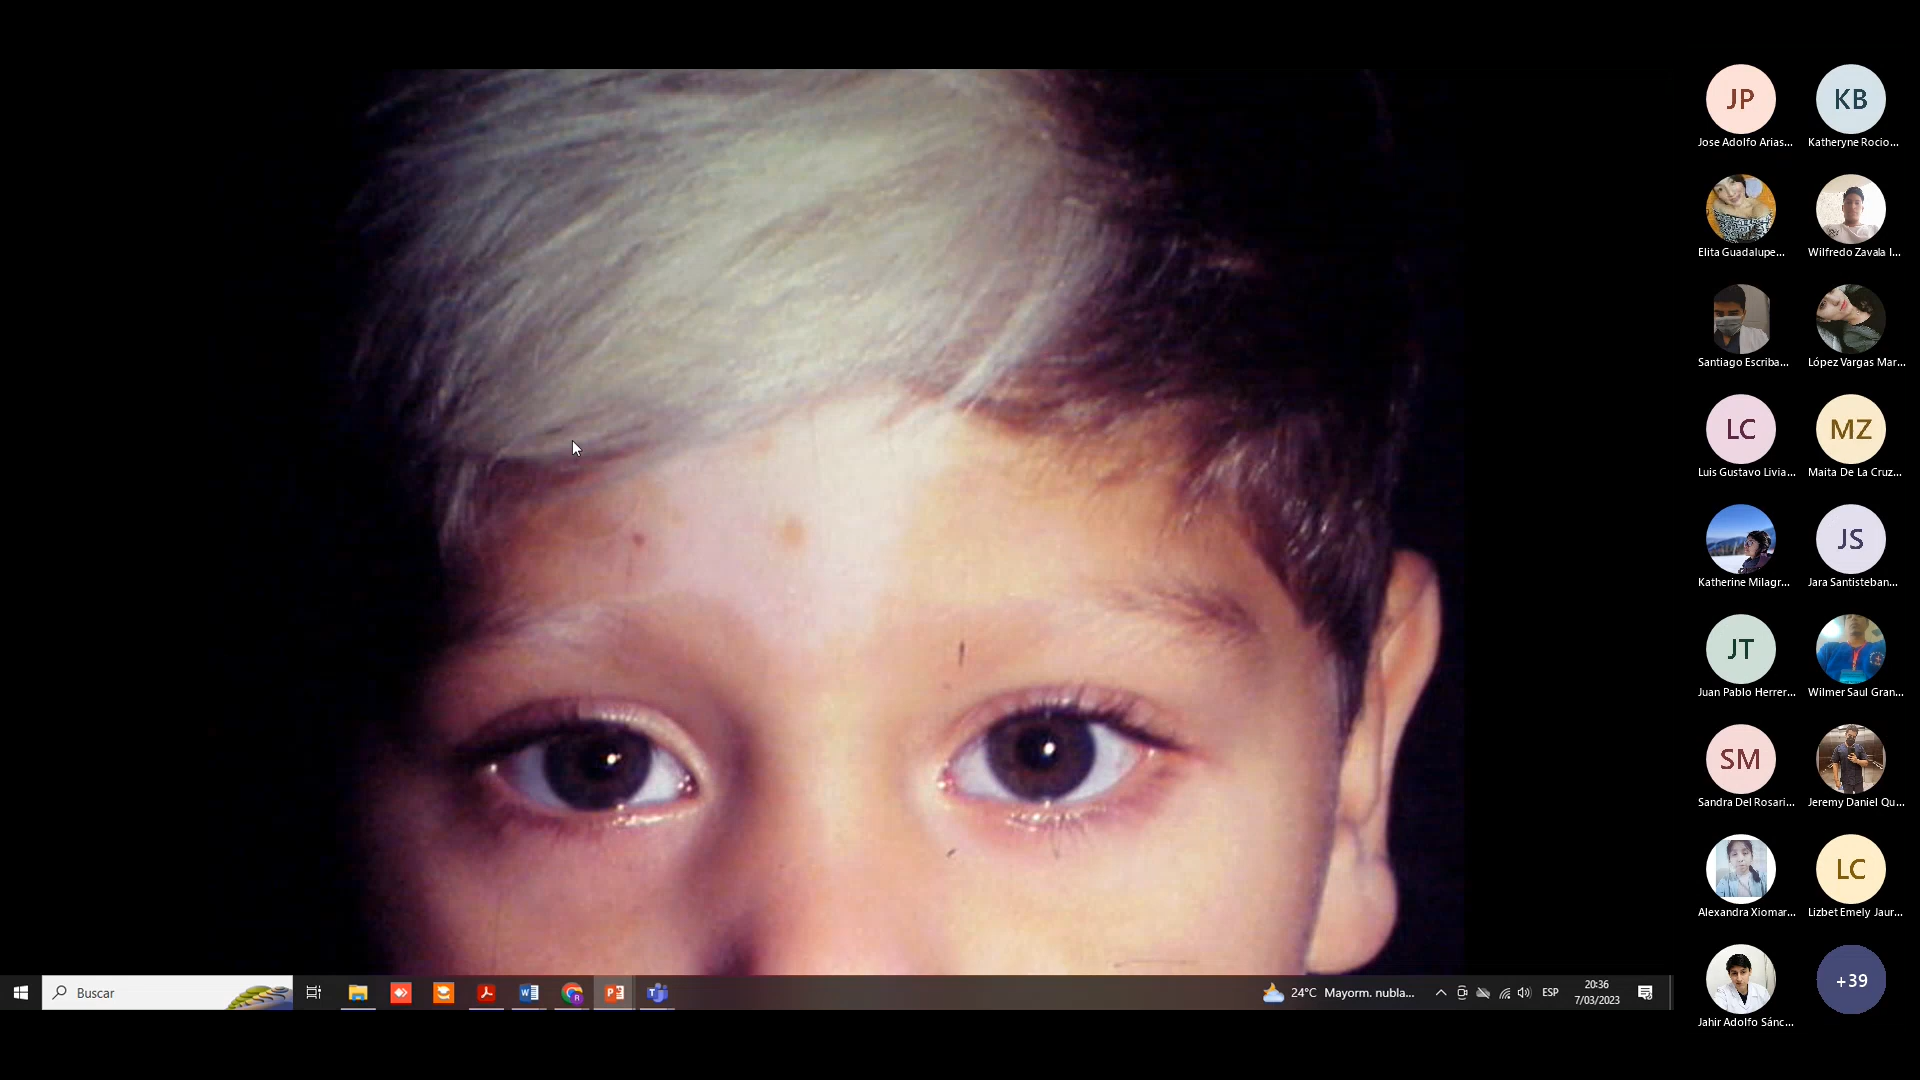 JP
KB
Jose Adolfo Arias...
Katheryne Rocio...
Elita Guadalupe...
Wilfredo Zavala I...
Santiago Escriba...
López Vargas Mar...
LC
MZ
Luis Gustavo Livia...
Maita De La Cruz...
JS
Katherine Milagr...
Jara Santisteban...
JT
Juan Pablo Herrer...
Wilmer Saul Gran...
SM
Sandra Del Rosari...
Jeremy Daniel Qu...
LC
Alexandra Xiomar...
Lizbet Emely Jaur...
+39
Jahir Adolfo Sánc...
Buscar
24°C Mayorm. nubla...
ESP
20:36
7/03/2023